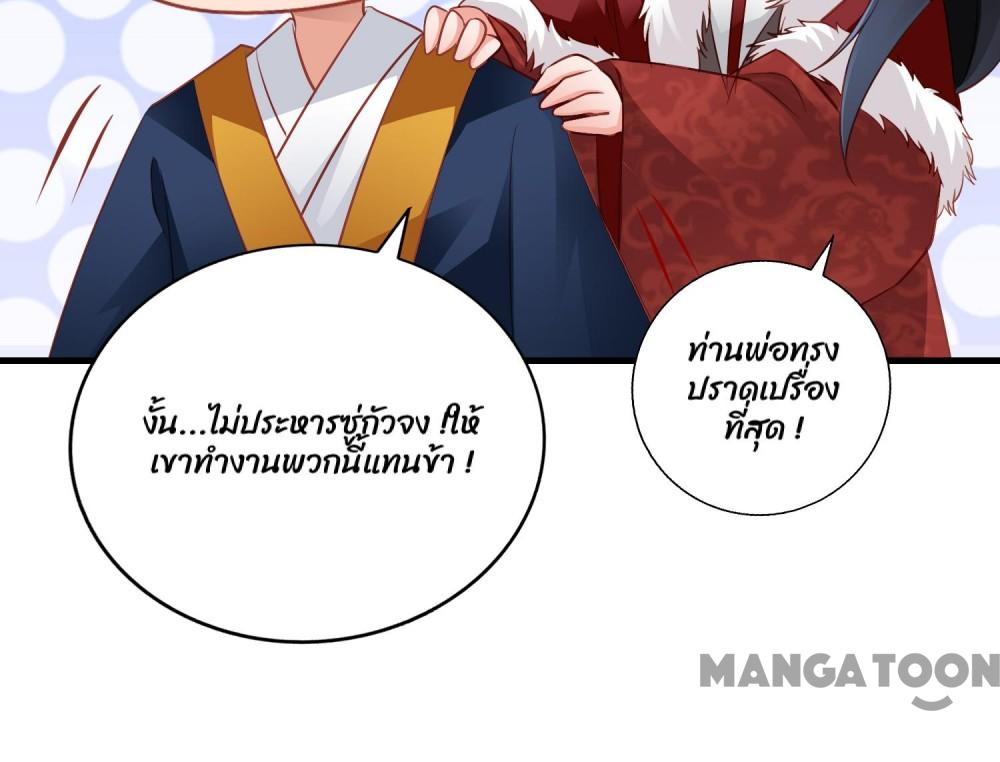 งั้น...ไม่ประหารซู่กัวจง !ให้
เขาทำงานพวกนี้แทนข้า !
ท่านพ่อทรง
ปราดเปรื่อง
ที่สุด !
MANGATOON